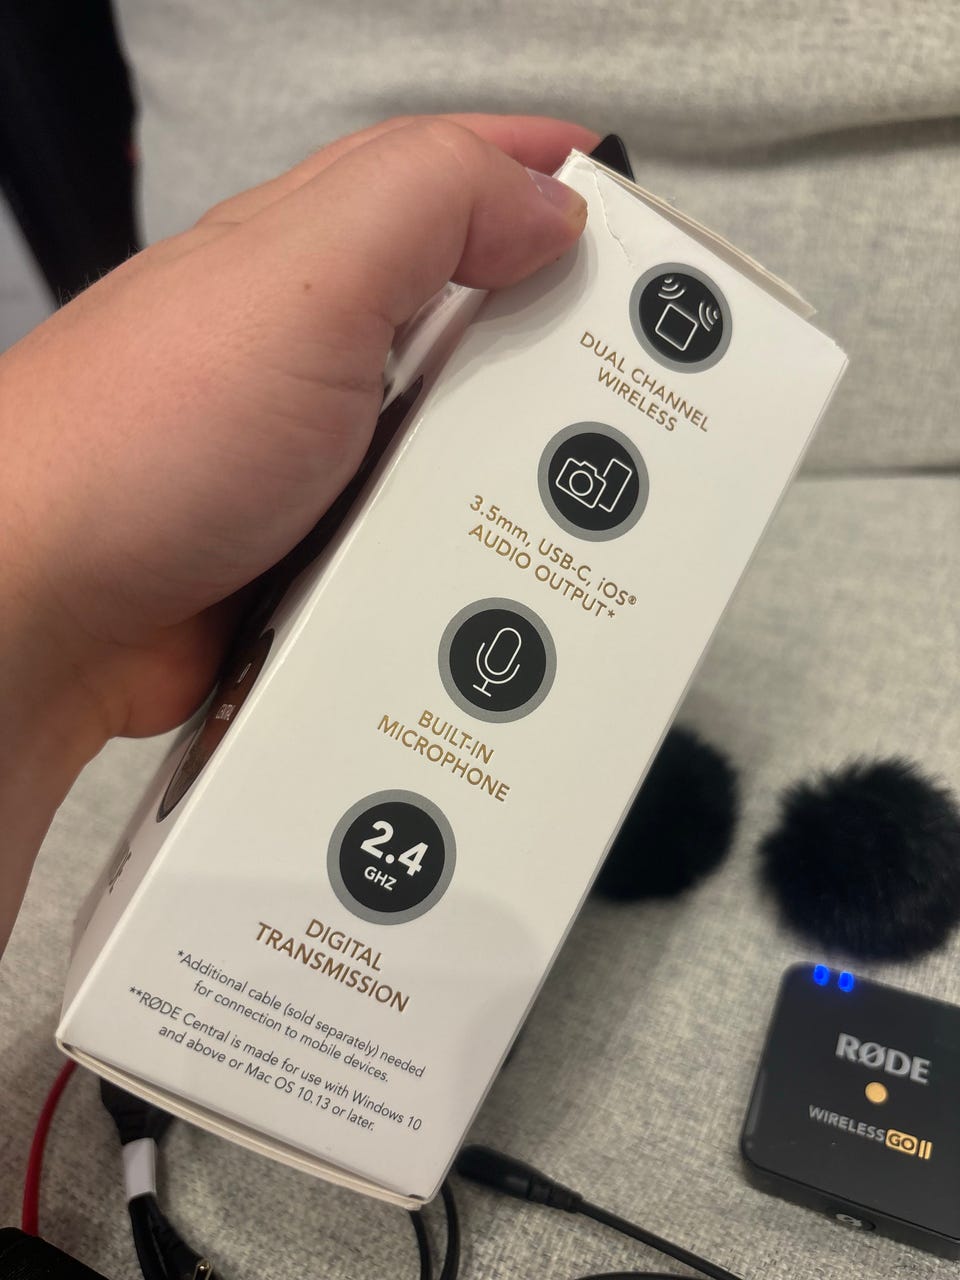 DUAL CHANNEL
WIRELESS
3.5mm, USB-C, iOS®
AUDIO OUTPUT*
BUILT-IN
MICROPHONE
2.4
GHZ
DIGITAL
TRANSMISSION
*Additional cable (sold separately) needed
for connection to mobile devices.
**RØDE Central is made for use with Windows 10
and above or Mac OS 10.13 or later.
RØDE
WIRELESS GO II